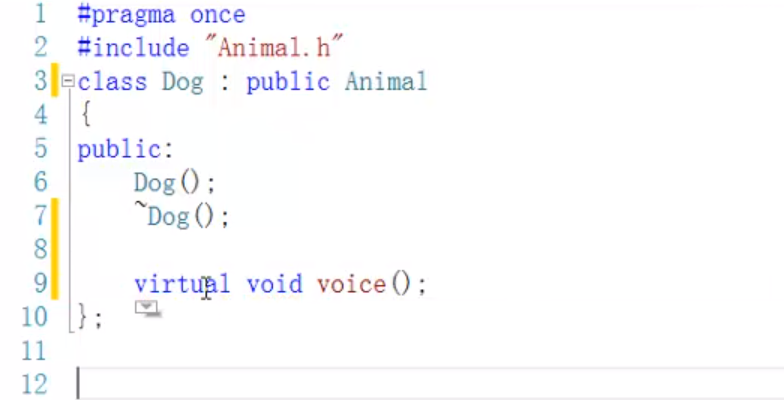 1 #pragma once
2 #include "Animal.h"
3 class Dog : public Animal
4 {
5 public:
6 Dog();
7 ~Dog();
8
9 virtual void voice();
10 };
11
12